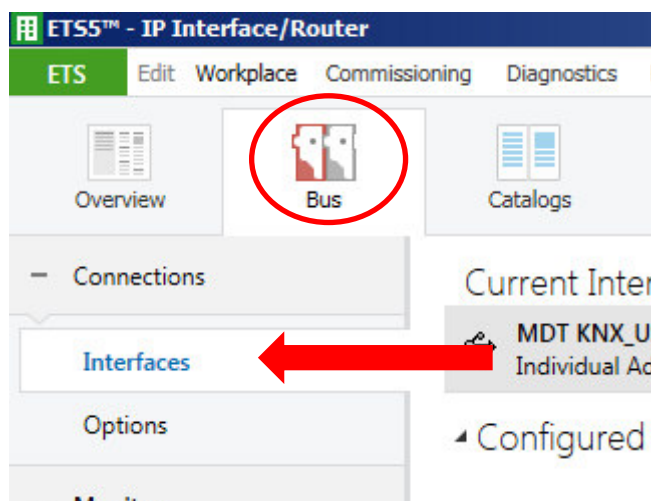 ETS5™ - IP Interface/Router
ETS Edit Workplace Commissioning Diagnostics
Overview Bus Catalogs
Connections
Current Inter
Interfaces
MDT KNX_U
Individual Ad
Options
Configured